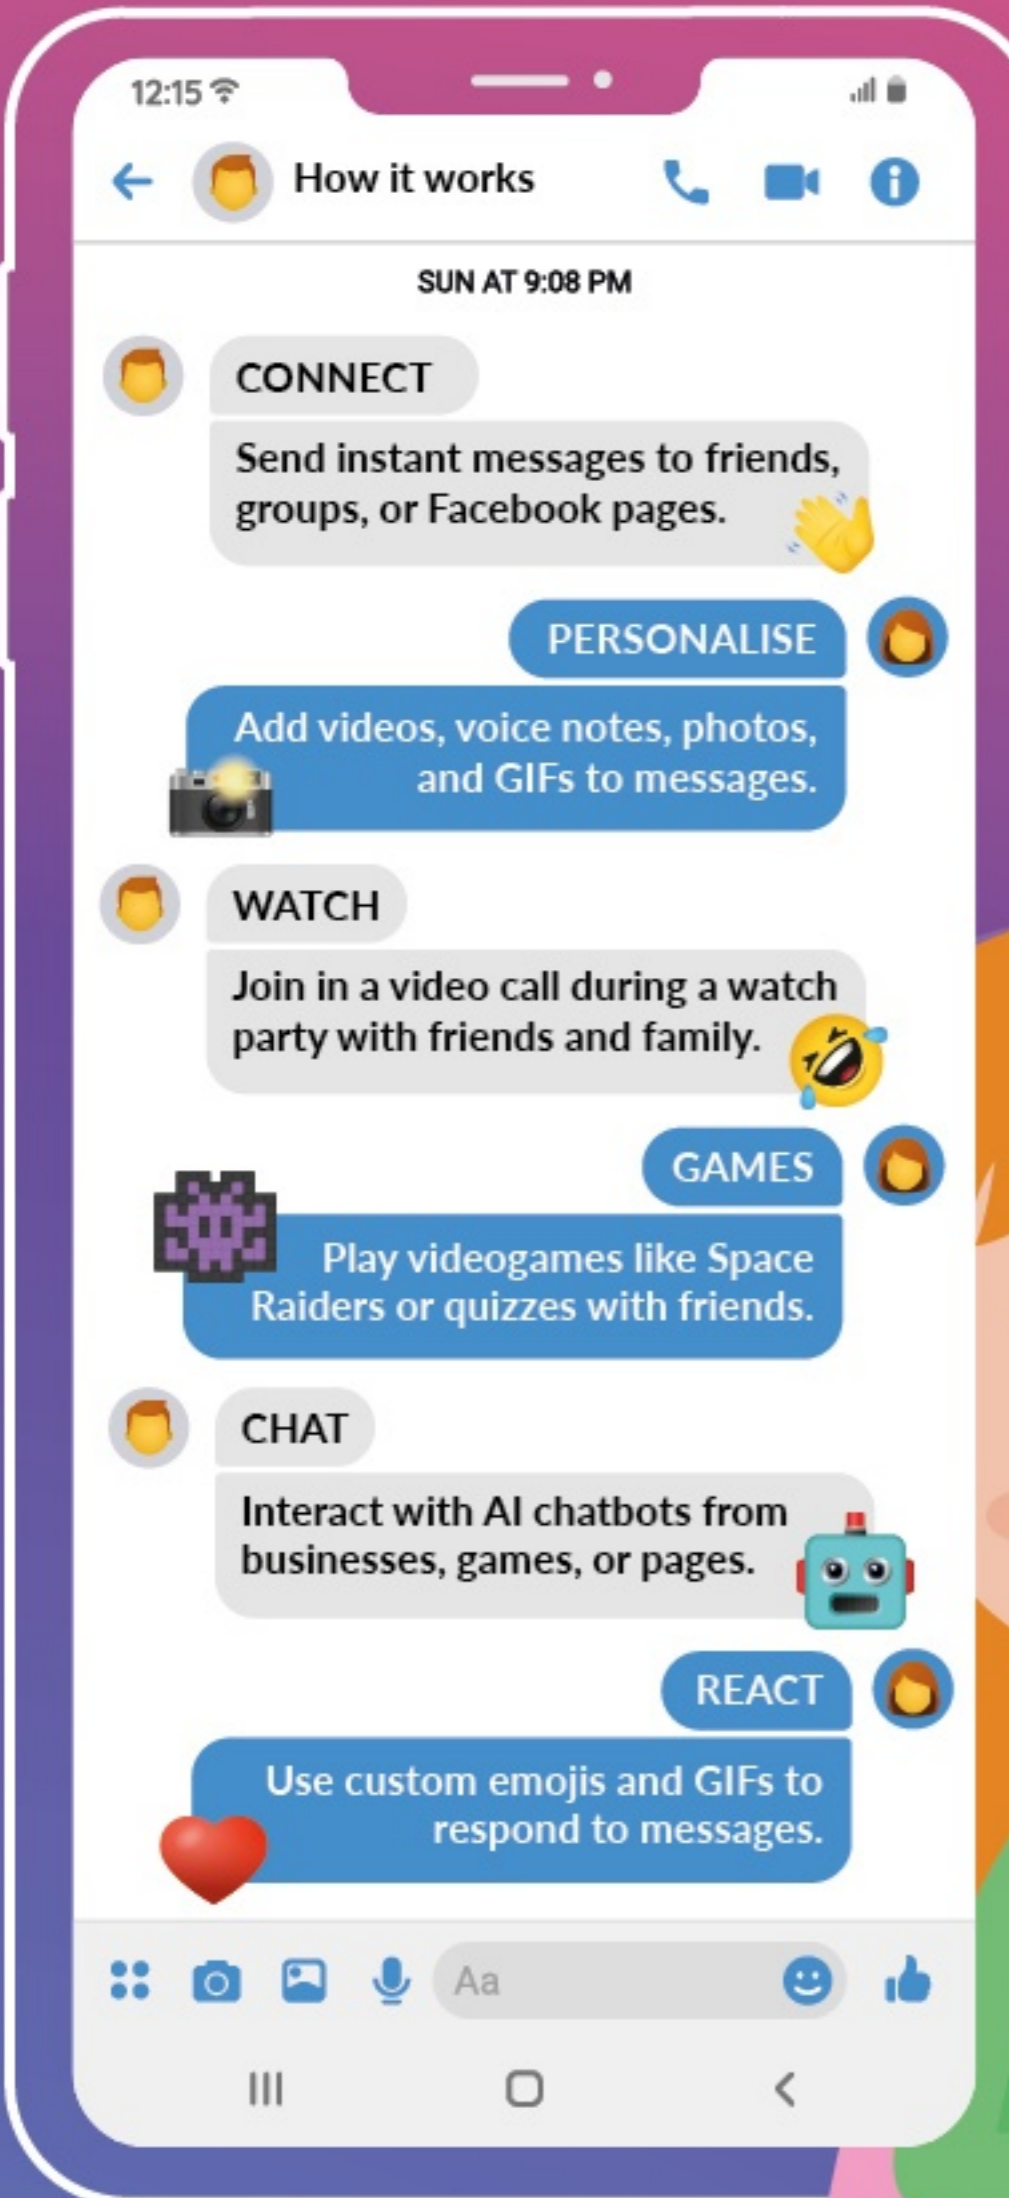 12:15
How it works
SUN AT 9:08 PM
CONNECT
Send instant messages to friends,
groups, or Facebook pages.
PERSONALISE
Add videos, voice notes, photos,
and GIFs to messages.
WATCH
Join in a video call during a watch
party with friends and family.
GAMES
Play videogames like Space
Raiders or quizzes with friends.
CHAT
Interact with AI chatbots from
businesses, games, or pages.
REACT
Use custom emojis and GIFs to
respond to messages.
Aa